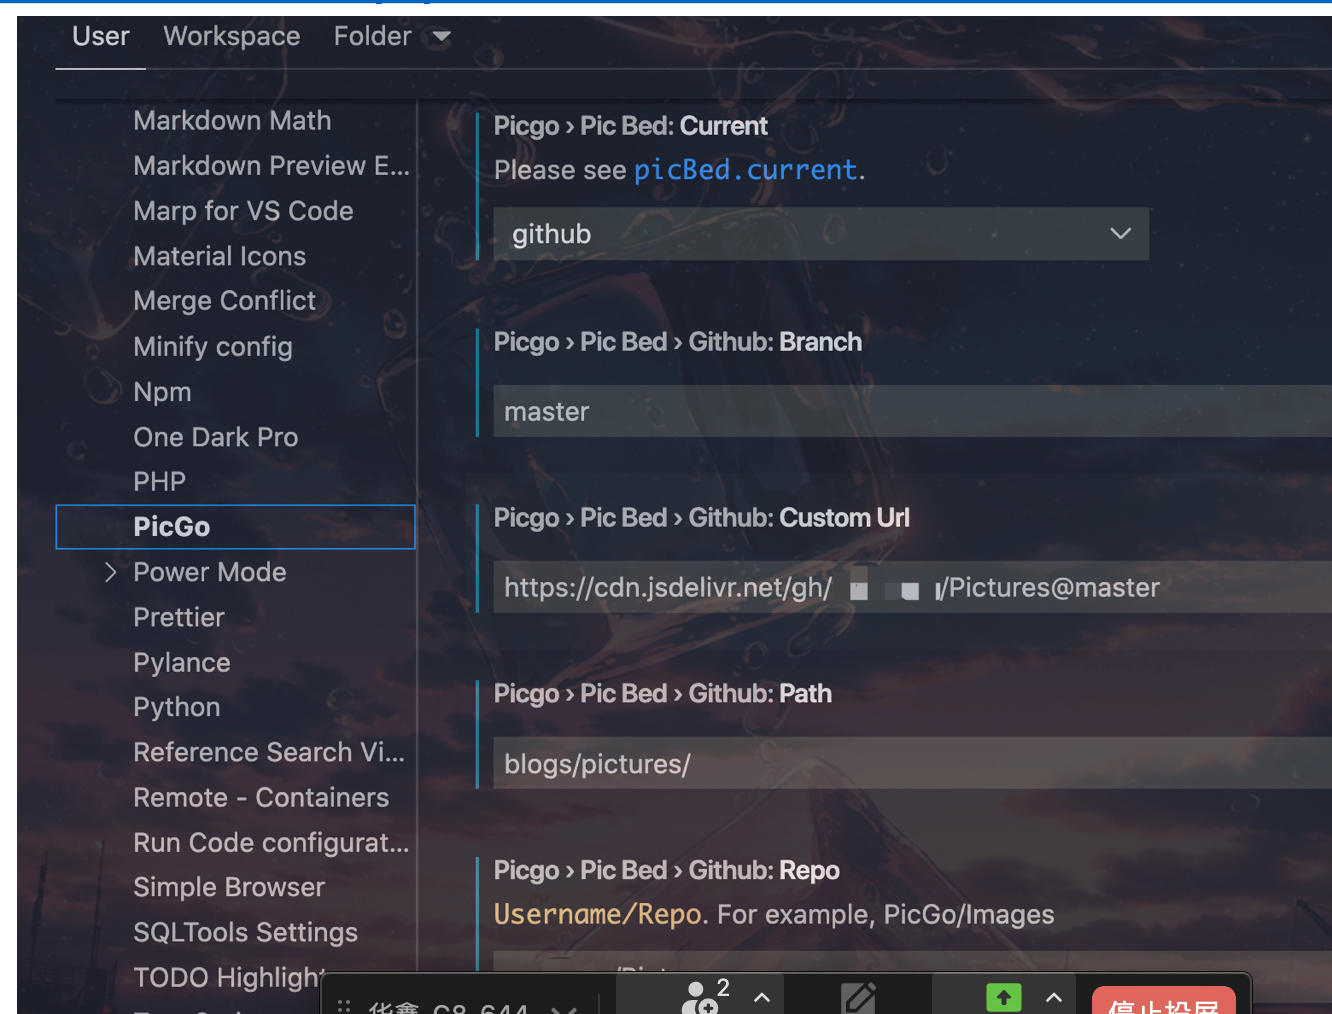 User Workspace Folder
Markdown Math
Markdown Preview E...
Marp for VS Code
Material Icons
Merge Conflict
Minify config
Npm
One Dark Pro
PHP
PicGo
Power Mode
Prettier
Pylance
Python
Reference Search Vi...
Remote - Containers
Run Code configurat...
Simple Browser
SQLTools Settings
TODO Highlight
Picgo › Pic Bed: Current
Please see picBed.current.
github
Picgo › Pic Bed › Github: Branch
master
Picgo › Pic Bed › Github: Custom Url
https://cdn.jsdelivr.net/gh/ /Pictures@master
Picgo › Pic Bed › Github: Path
blogs/pictures/
Picgo › Pic Bed › Github: Repo
Username/Repo. For example, PicGo/Images
2
停止投屏